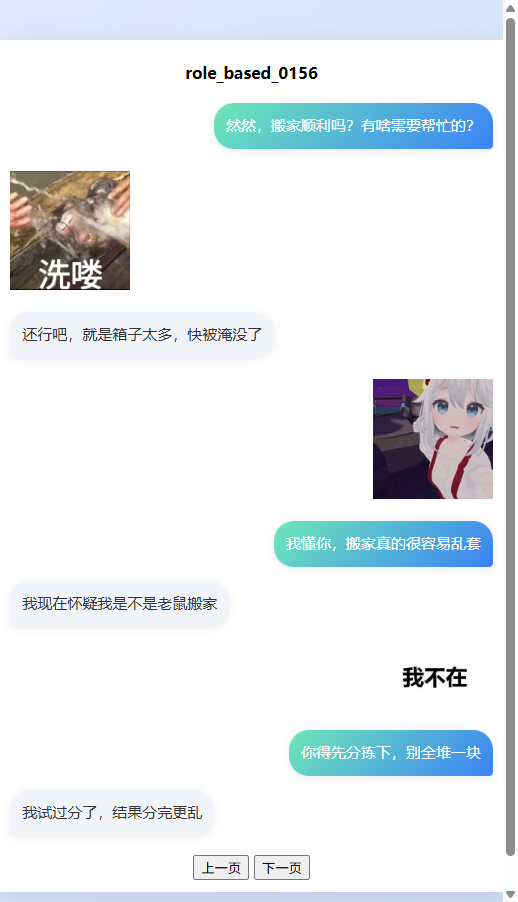 role_based_0156
然然，搬家顺利吗？有啥需要帮忙的？
洗喽
还行吧，就是箱子太多，快被淹没了
我懂你，搬家真的很容易乱套
我现在怀疑我是不是老鼠搬家
我不在
你得先分拣下，别全堆一块
我试过分了，结果分完更乱
上一页 下一页